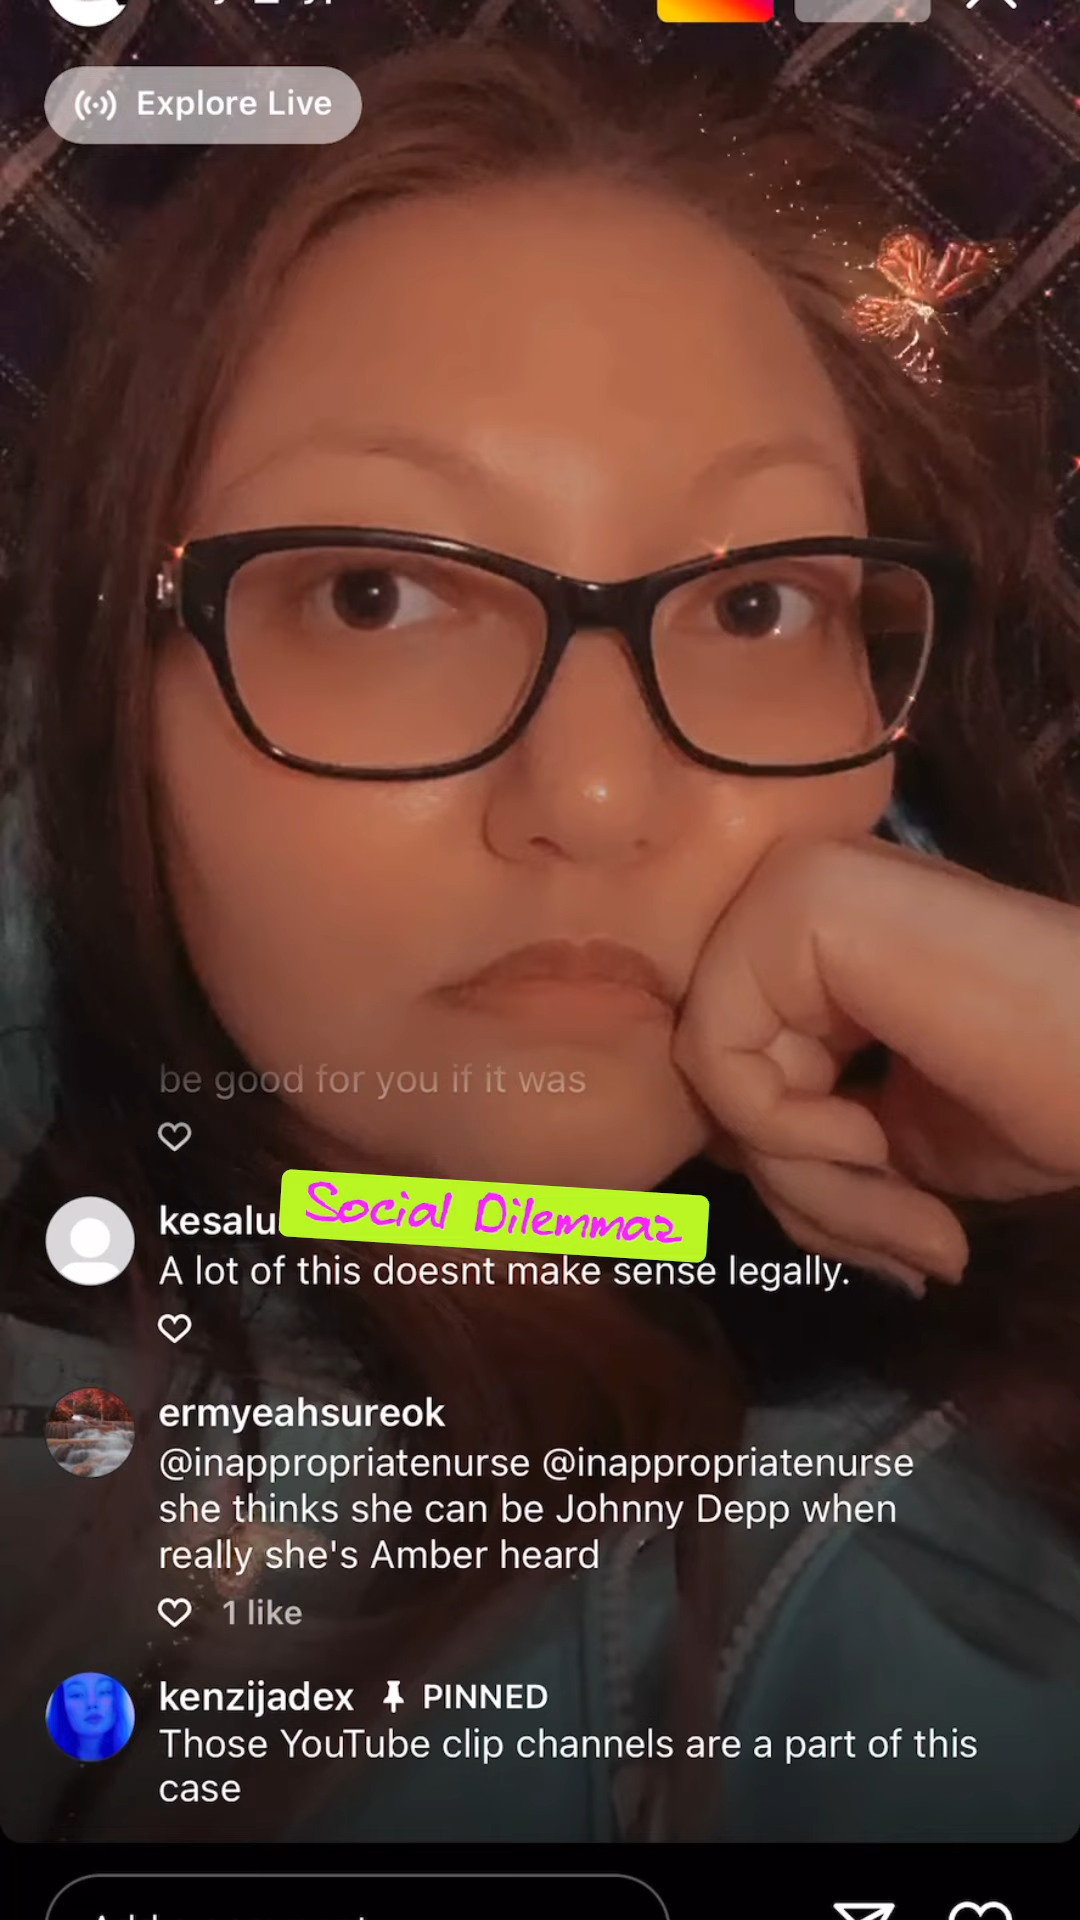 Explore Live
be good for you if it was
kesalu
Social Dilemmaz
A lot of this doesnt make sense legally.
ermyeahsureok
@inappropriatenurse @inappropriatenurse
she thinks she can be Johnny Depp when
really she's Amber heard
1 like
kenzijadex PINNED
Those YouTube clip channels are a part of this
case